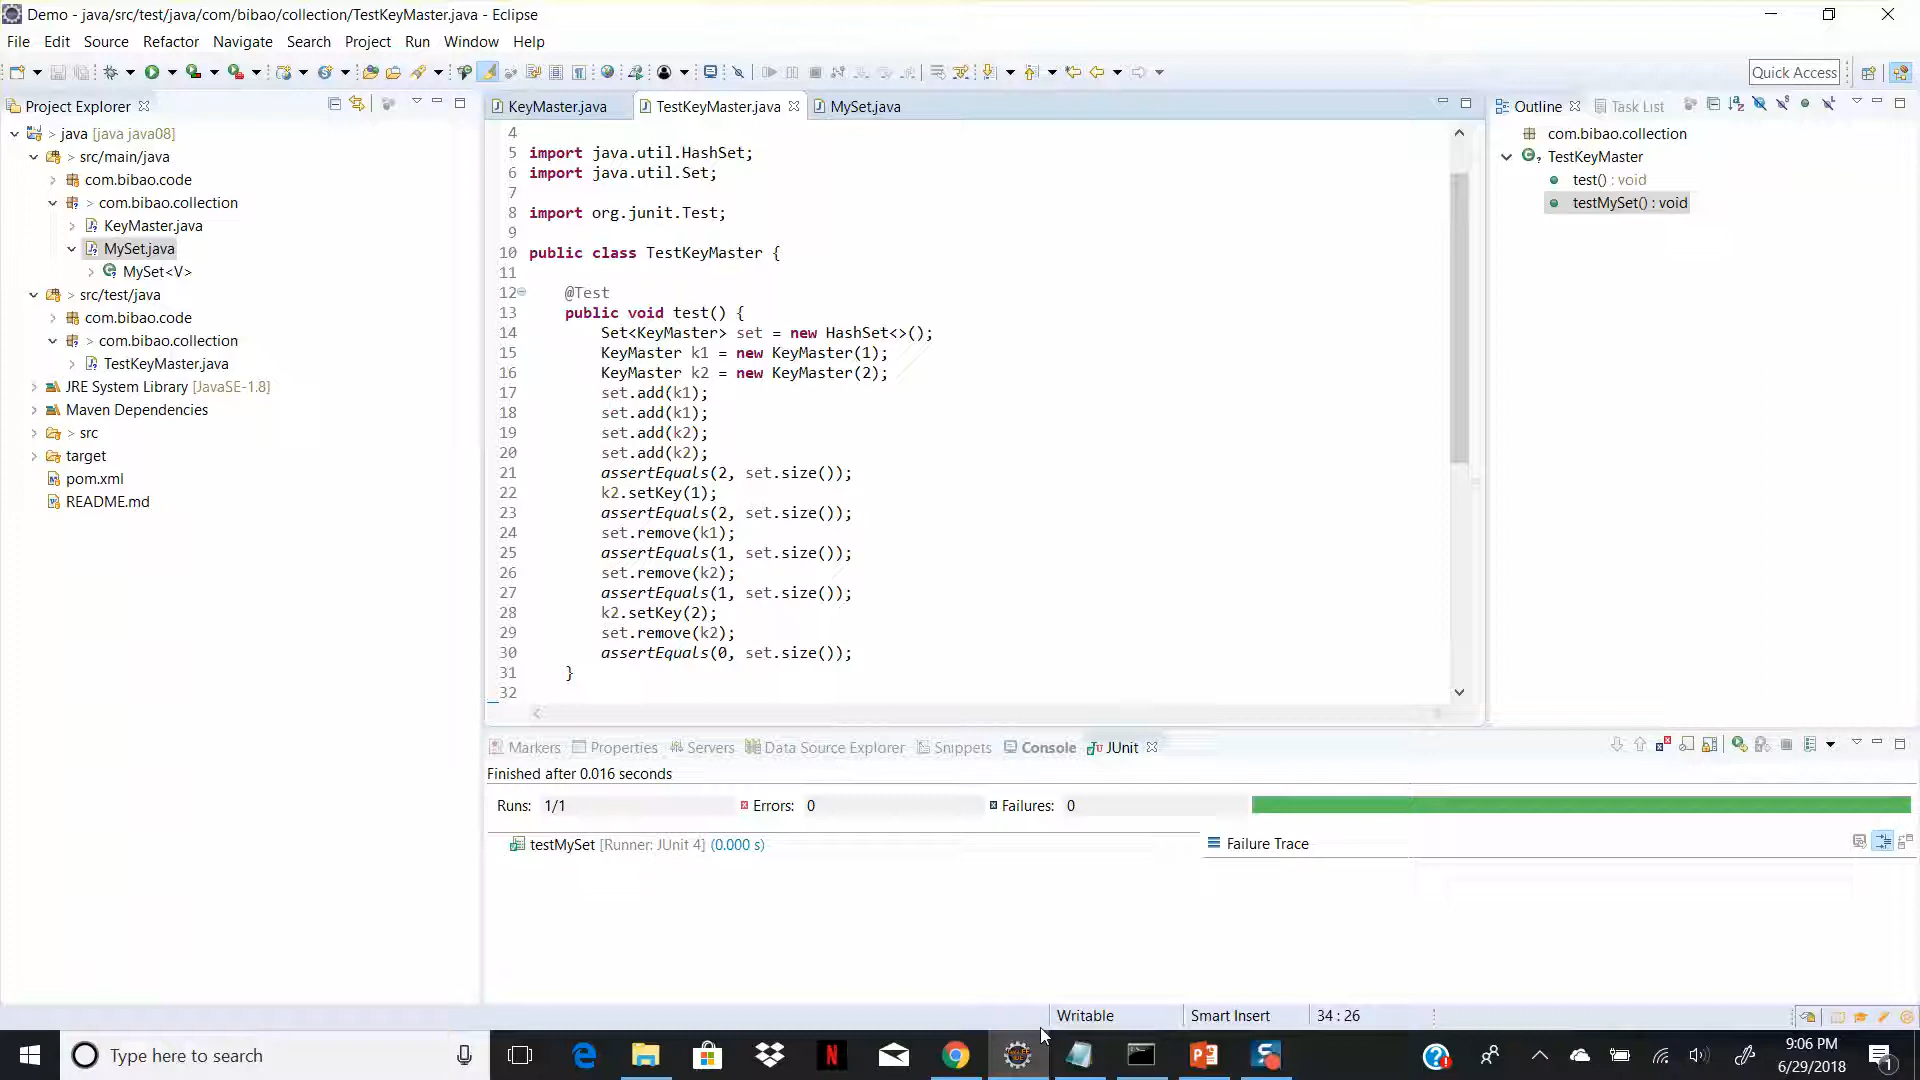 Demo - java/src/test/java/com/bibao/collection/TestKeyMaster.java - Eclipse
File Edit Source Refactor Navigate Search Project Run Window Help
Quick Access
Project Explorer
java [java java08]
> src/main/java
com.bibao.code
> com.bibao.collection
KeyMaster.java
MySet.java
MySet<V>
> src/test/java
com.bibao.code
> com.bibao.collection
TestKeyMaster.java
JRE System Library [JavaSE-1.8]
Maven Dependencies
> src
target
pom.xml
README.md
KeyMaster.java TestKeyMaster.java MySet.java
4
5 import java.util.HashSet;
6 import java.util.Set;
7
8 import org.junit.Test;
9
10 public class TestKeyMaster {
11
12 @Test
13 public void test() {
14 Set<KeyMaster> set = new HashSet<>();
15 KeyMaster k1 = new KeyMaster(1);
16 KeyMaster k2 = new KeyMaster(2);
17 set.add(k1);
18 set.add(k1);
19 set.add(k2);
20 set.add(k2);
21 assertEquals(2, set.size());
22 k2.setKey(1);
23 assertEquals(2, set.size());
24 set.remove(k1);
25 assertEquals(1, set.size());
26 set.remove(k2);
27 assertEquals(1, set.size());
28 k2.setKey(2);
29 set.remove(k2);
30 assertEquals(0, set.size());
31 }
32
Outline Task List
com.bibao.collection
TestKeyMaster
test() : void
testMySet() : void
Markers Properties Servers Data Source Explorer Snippets Console JUnit
Finished after 0.016 seconds
Runs: 1/1 Errors: 0 Failures: 0
testMySet [Runner: JUnit 4] (0.000 s)
Failure Trace
Writable Smart Insert 34 : 26
Type here to search
9:06 PM
6/29/2018
1